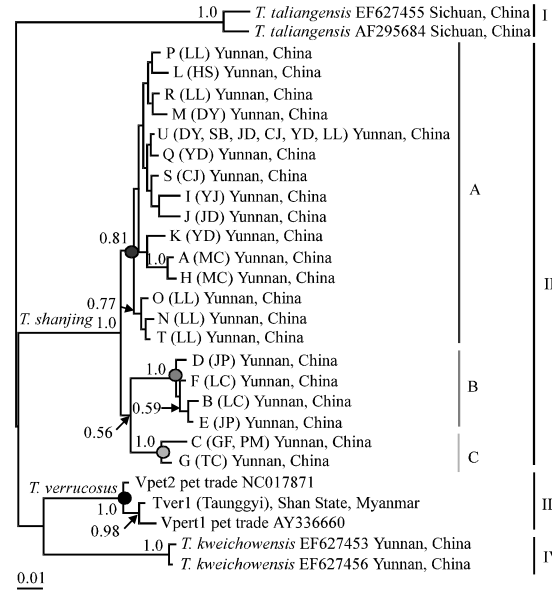 1.0
T. taliangensis EF627455 Sichuan, China
I
T. taliangensis AF295684 Sichuan, China
P (LL) Yunnan, China
L (HS) Yunnan, China
R (LL) Yunnan, China
M (DY) Yunnan, China
U (DY, SB, JD, CJ, YD, LL) Yunnan, China
Q (YD) Yunnan, China
S (CJ) Yunnan, China
A
I (YJ) Yunnan, China
J (JD) Yunnan, China
0.81
K (YD) Yunnan, China
1.0
A (MC) Yunnan, China
H (MC) Yunnan, China
II
0.77
O (LL) Yunnan, China
T. shanjing 1.0
N (LL) Yunnan, China
T (LL) Yunnan, China
1.0
D (JP) Yunnan, China
F (LC) Yunnan, China
B
0.59
B (LC) Yunnan, China
E (JP) Yunnan, China
0.56
1.0
C (GF, PM) Yunnan, China
G (TC) Yunnan, China
C
T. verrucosus
Vpet2 pet trade NC017871
1.0
Tver1 (Taunggyi), Shan State, Myanmar
0.98
Vpert1 pet trade AY336660
1.0
T. kweichowensis EF627453 Yunnan, China
T. kweichowensis EF627456 Yunnan, China
0.01